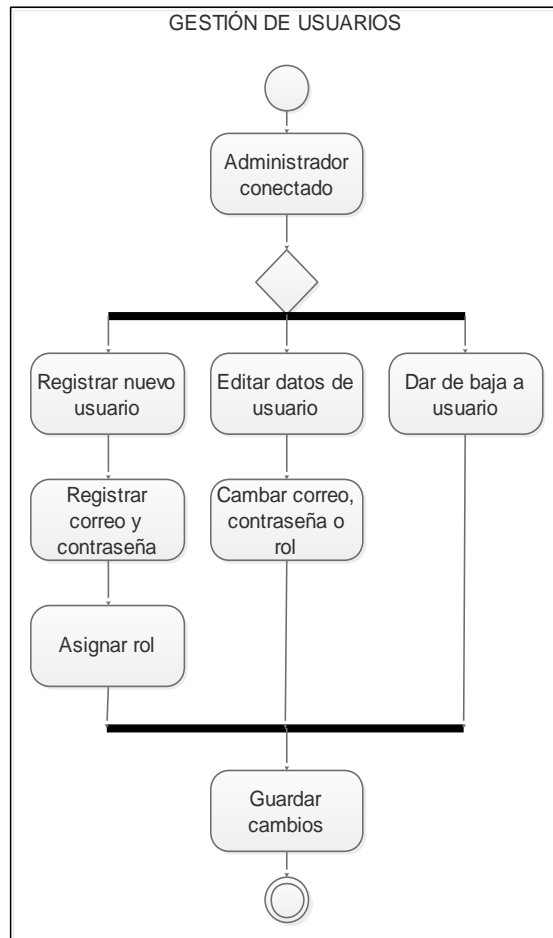 GESTIÓN DE USUARIOS
Administrador
conectado
Registrar nuevo
usuario
Editar datos de
usuario
Dar de baja a
usuario
Registrar
correo y
contraseña
Cambar correo,
contraseña o
rol
Asignar rol
Guardar
cambios